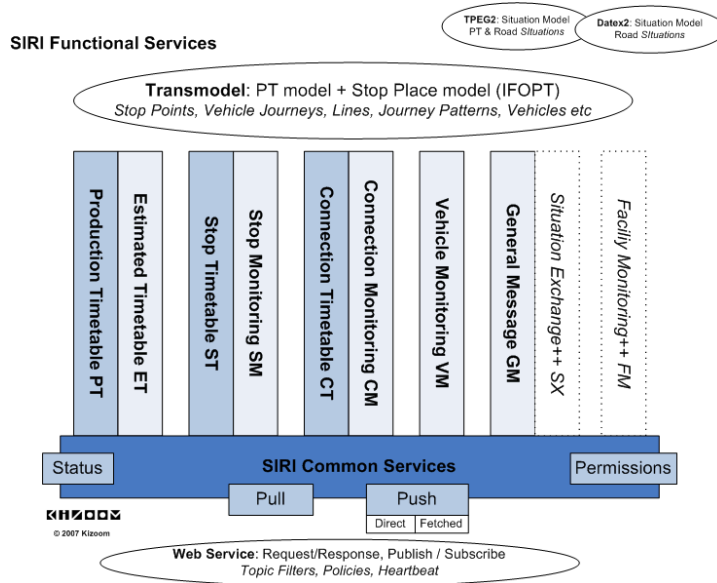 TPEG2: Situation Model
PT & Road SItuations
Datex2: Situation Model
Road SItuations
SIRI Functional Services
Transmodel: PT model + Stop Place model (IFOPT)
Stop Points, Vehicle Journeys, Lines, Journey Patterns, Vehicles etc
Production Timetable PT
Estimated Timetable ET
Stop Timetable ST
Stop Monitoring SM
Connection Timetable CT
Connection Monitoring CM
Vehicle Monitoring VM
General Message GM
Situation Exchange++ SX
Faciliy Monitoring++ FM
Status
SIRI Common Services
Permissions
Pull
Push
Direct
Fetched
KIZOOM
© 2007 Kizoom
Web Service: Request/Response, Publish / Subscribe
Topic Filters, Policies, Heartbeat